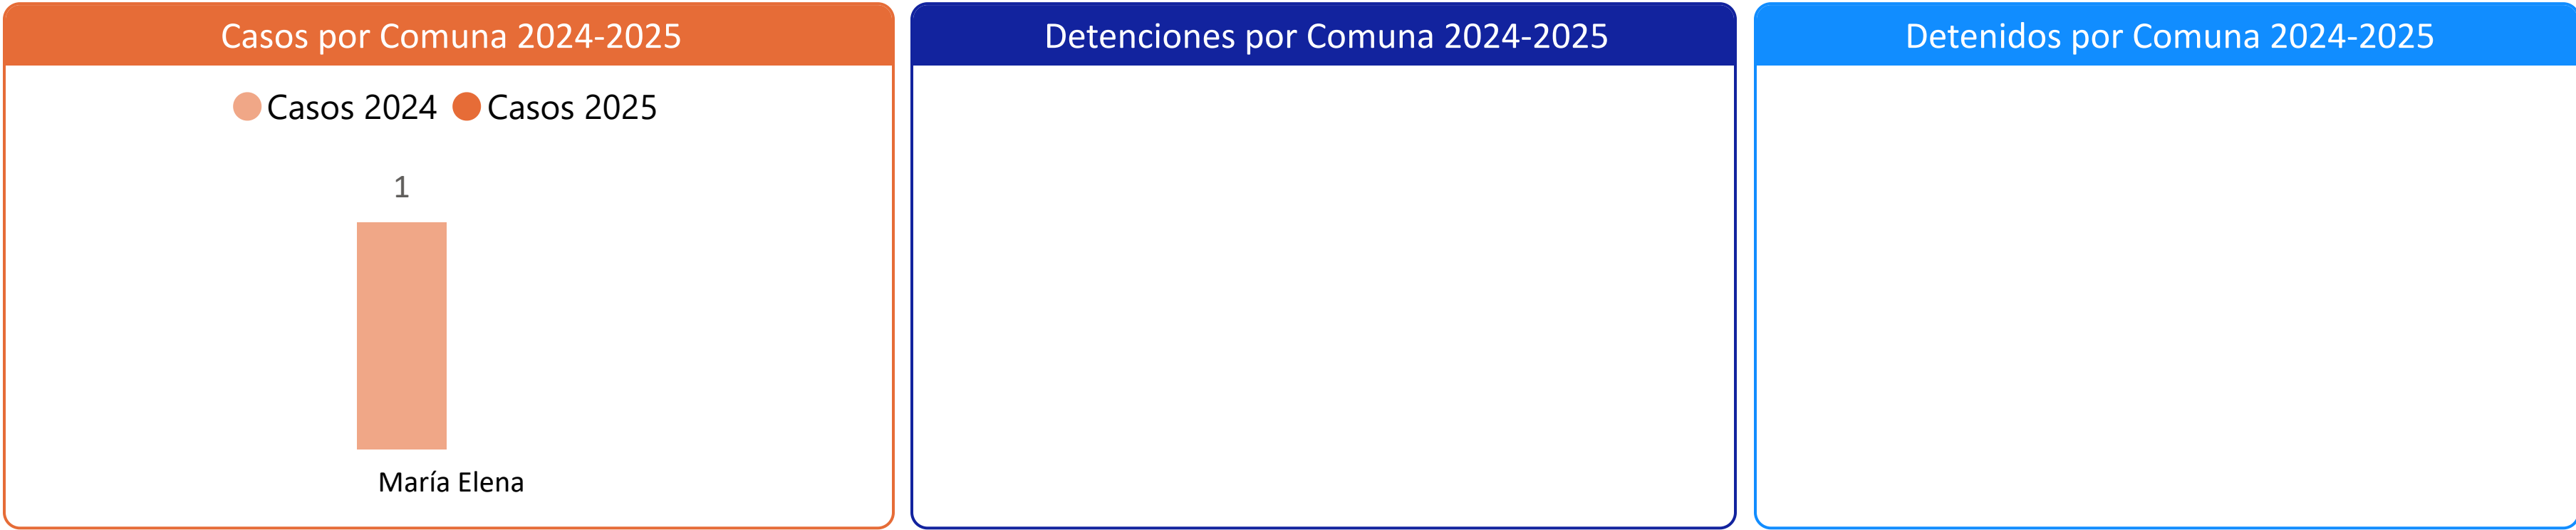 Casos por Comuna 2024-2025
Casos 2024 Casos 2025
1
María Elena
Detenciones por Comuna 2024-2025
Detenidos por Comuna 2024-2025